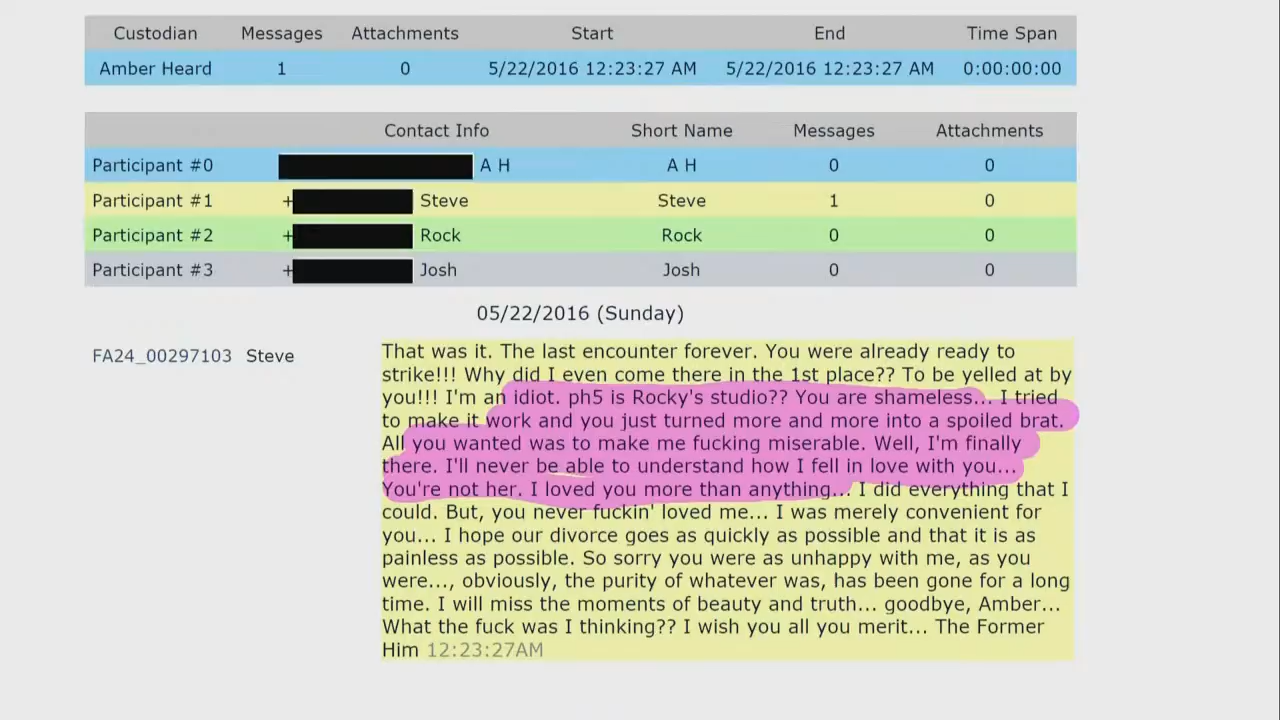 Custodian Messages Attachments Start End Time Span
Amber Heard 1 0 5/22/2016 12:23:27 AM 5/22/2016 12:23:27 AM 0:00:00:00
Contact Info Short Name Messages Attachments
Participant #0 A H A H 0 0
Participant #1 + Steve Steve 1 0
Participant #2 + Rock Rock 0 0
Participant #3 + Josh Josh 0 0
05/22/2016 (Sunday)
FA24_00297103 Steve
That was it. The last encounter forever. You were already ready to
strike!!! Why did I even come there in the 1st place?? To be yelled at by
you!!! I'm an idiot. ph5 is Rocky's studio?? You are shameless... I tried
to make it work and you just turned more and more into a spoiled brat.
All you wanted was to make me fucking miserable. Well, I'm finally
there. I'll never be able to understand how I fell in love with you...
You're not her. I loved you more than anything... I did everything that I
could. But, you never fuckin' loved me... I was merely convenient for
you... I hope our divorce goes as quickly as possible and that it is as
painless as possible. So sorry you were as unhappy with me, as you
were..., obviously, the purity of whatever was, has been gone for a long
time. I will miss the moments of beauty and truth... goodbye, Amber...
What the fuck was I thinking?? I wish you all you merit... The Former
Him 12:23:27AM